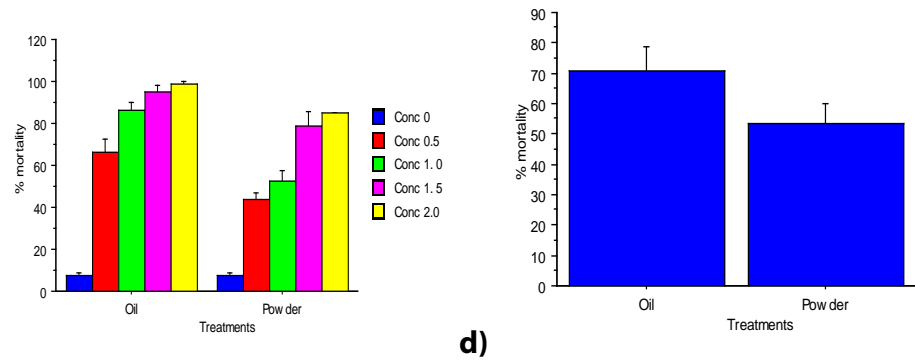 120
100
80
60
40
20
0
% mortality
Oil
Pow der
Treatments
Conc 0
Conc 0.5
Conc 1. 0
Conc 1. 5
Conc 2.0
d)
90
80
70
60
50
40
30
20
10
0
% mortality
Oil
Pow der
Treatments